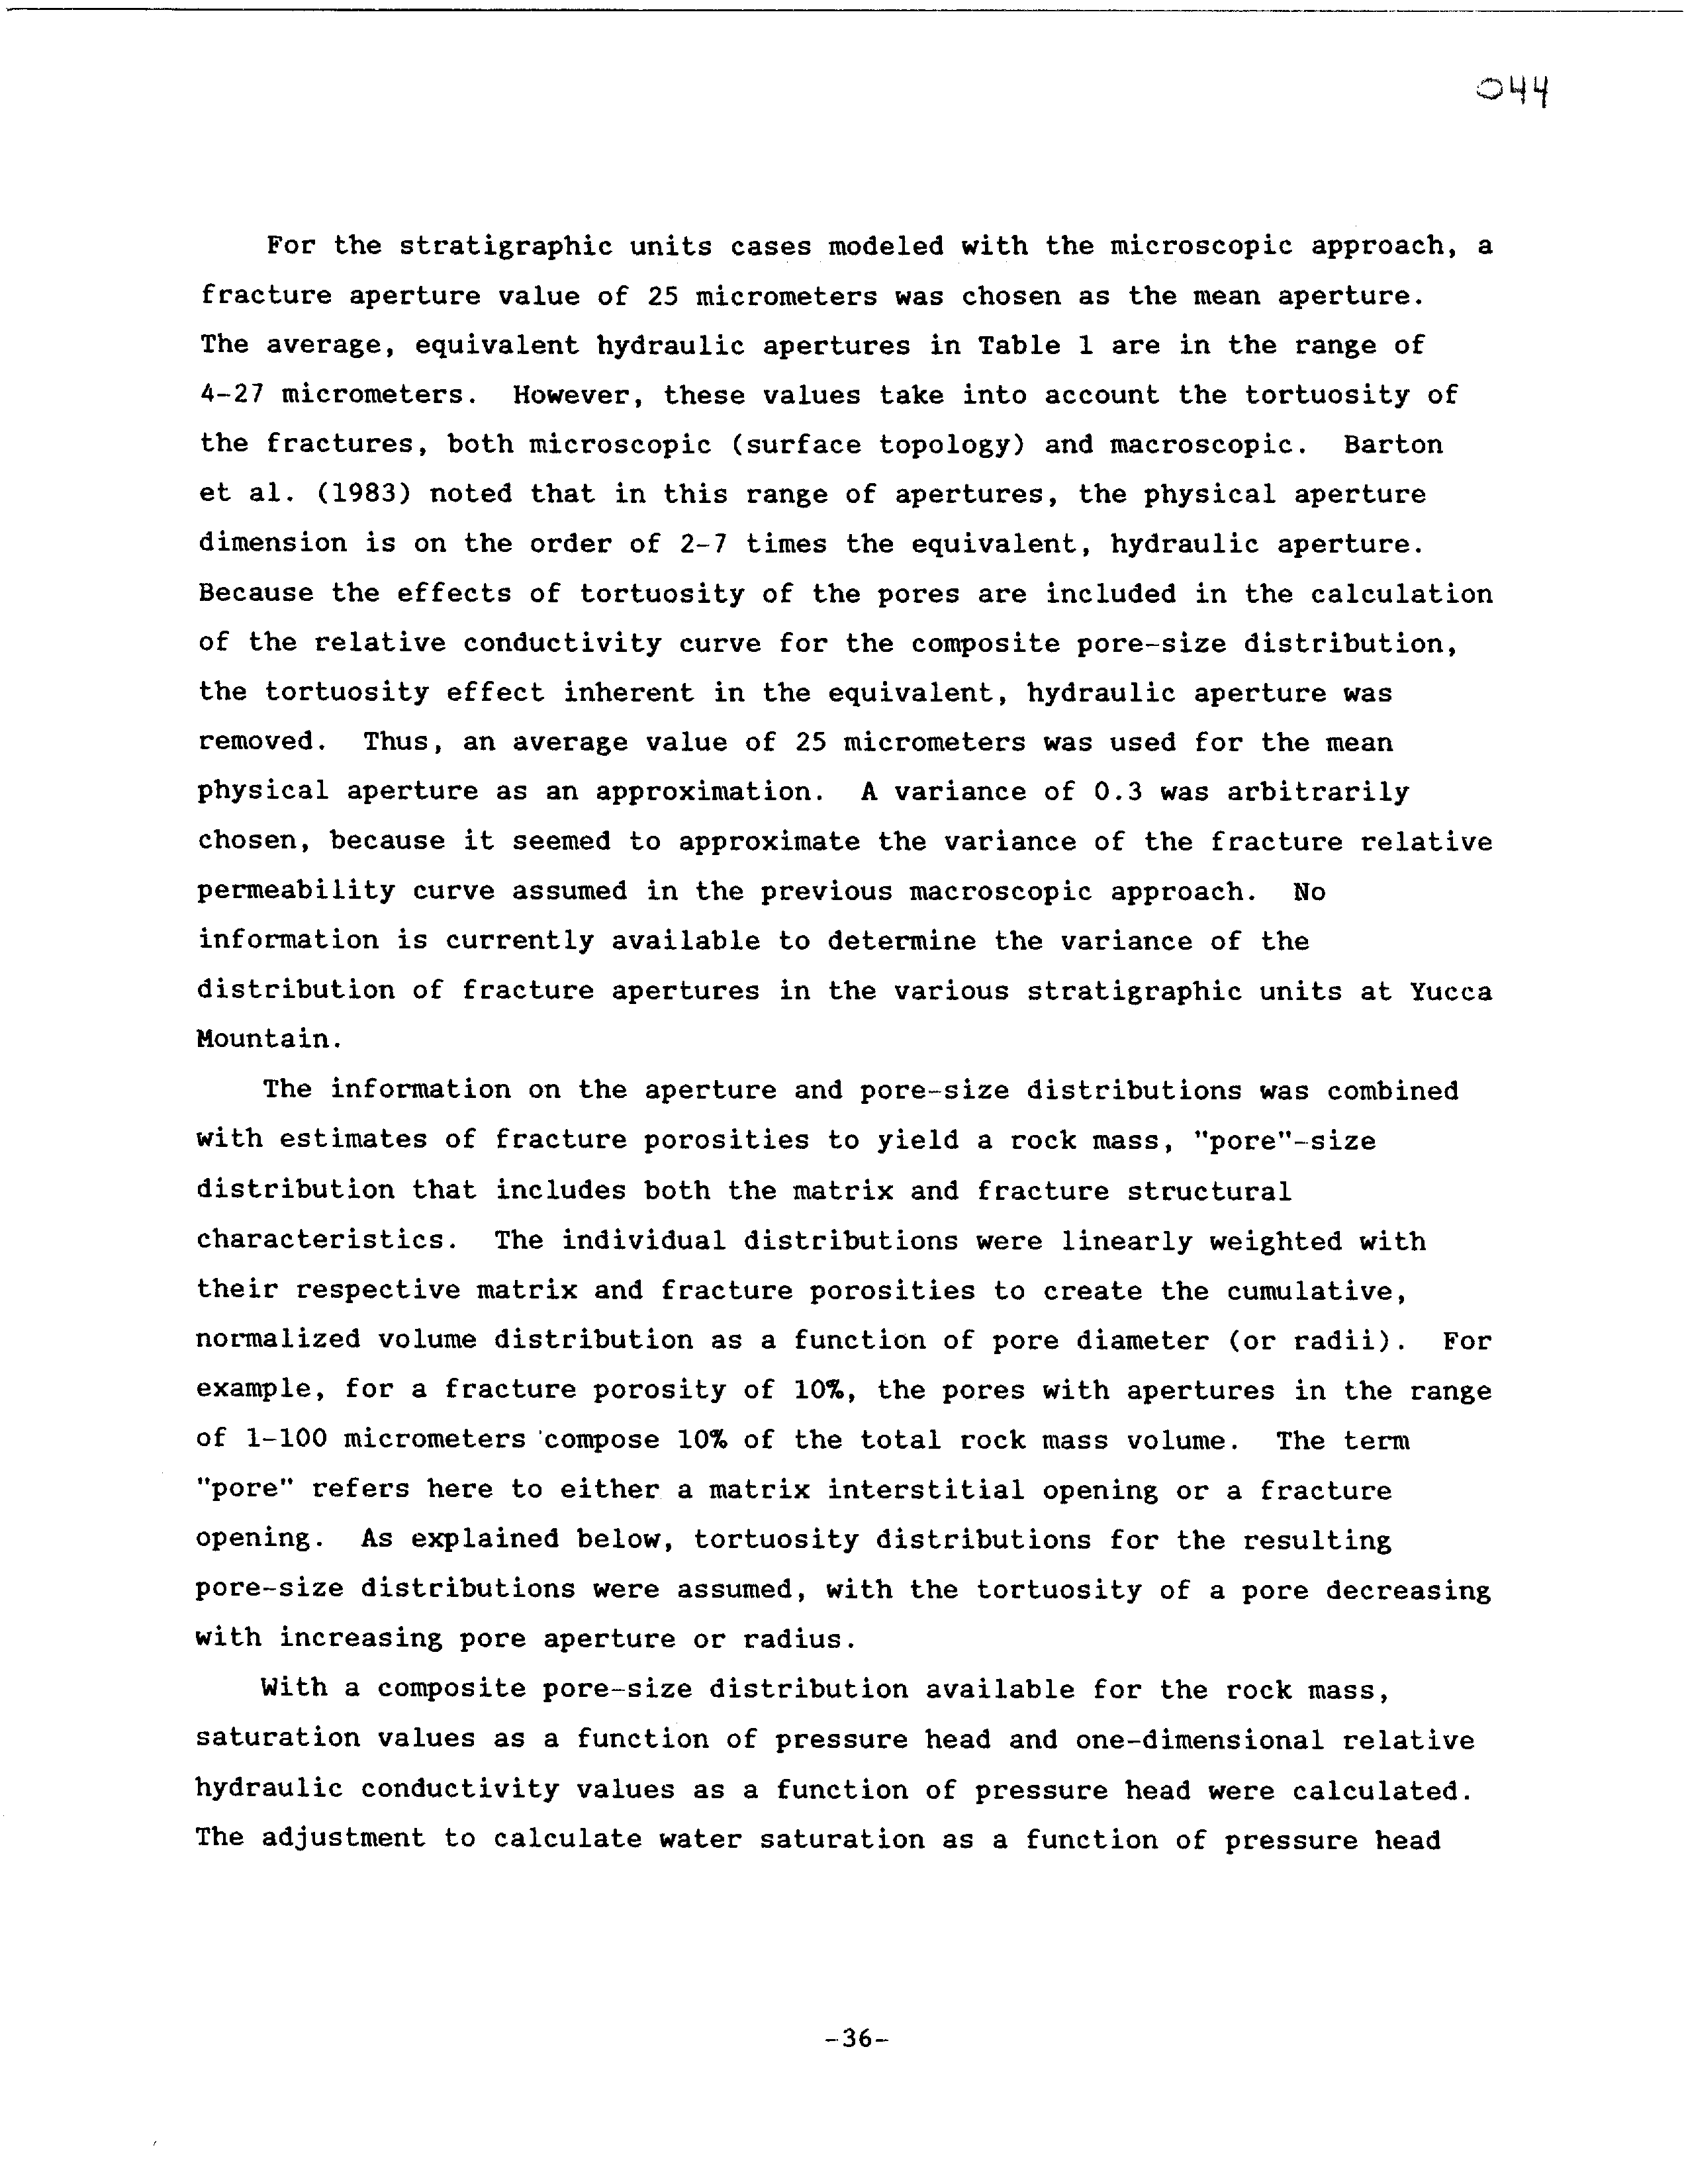 044
For the stratigraphic units cases modeled with the microscopic approach, a
fracture aperture value of 25 micrometers was chosen as the mean aperture.
The average, equivalent hydraulic apertures in Table 1 are in the range of
4-27 micrometers. However, these values take into account the tortuosity of
the fractures, both microscopic (surface topology) and macroscopic. Barton
et al. (1983) noted that in this range of apertures, the physical aperture
dimension is on the order of 2-7 times the equivalent, hydraulic aperture.
Because the effects of tortuosity of the pores are included in the calculation
of the relative conductivity curve for the composite pore-size distribution,
the tortuosity effect inherent in the equivalent, hydraulic aperture was
removed. Thus, an average value of 25 micrometers was used for the mean
physical aperture as an approximation. A variance of 0.3 was arbitrarily
chosen, because it seemed to approximate the variance of the fracture relative
permeability curve assumed in the previous macroscopic approach. No
information is currently available to determine the variance of the
distribution of fracture apertures in the various stratigraphic units at Yucca
Mountain.
The information on the aperture and pore-size distributions was combined
with estimates of fracture porosities to yield a rock mass, "pore"-size
distribution that includes both the matrix and fracture structural
characteristics. The individual distributions were linearly weighted with
their respective matrix and fracture porosities to create the cumulative,
normalized volume distribution as a function of pore diameter (or radii). For
example, for a fracture porosity of 10%, the pores with apertures in the range
of 1-100 micrometers compose 10% of the total rock mass volume. The term
"pore" refers here to either a matrix interstitial opening or a fracture
opening. As explained below, tortuosity distributions for the resulting
pore-size distributions were assumed, with the tortuosity of a pore decreasing
with increasing pore aperture or radius.
With a composite pore-size distribution available for the rock mass,
saturation values as a function of pressure head and one-dimensional relative
hydraulic conductivity values as a function of pressure head were calculated.
The adjustment to calculate water saturation as a function of pressure head
-36-